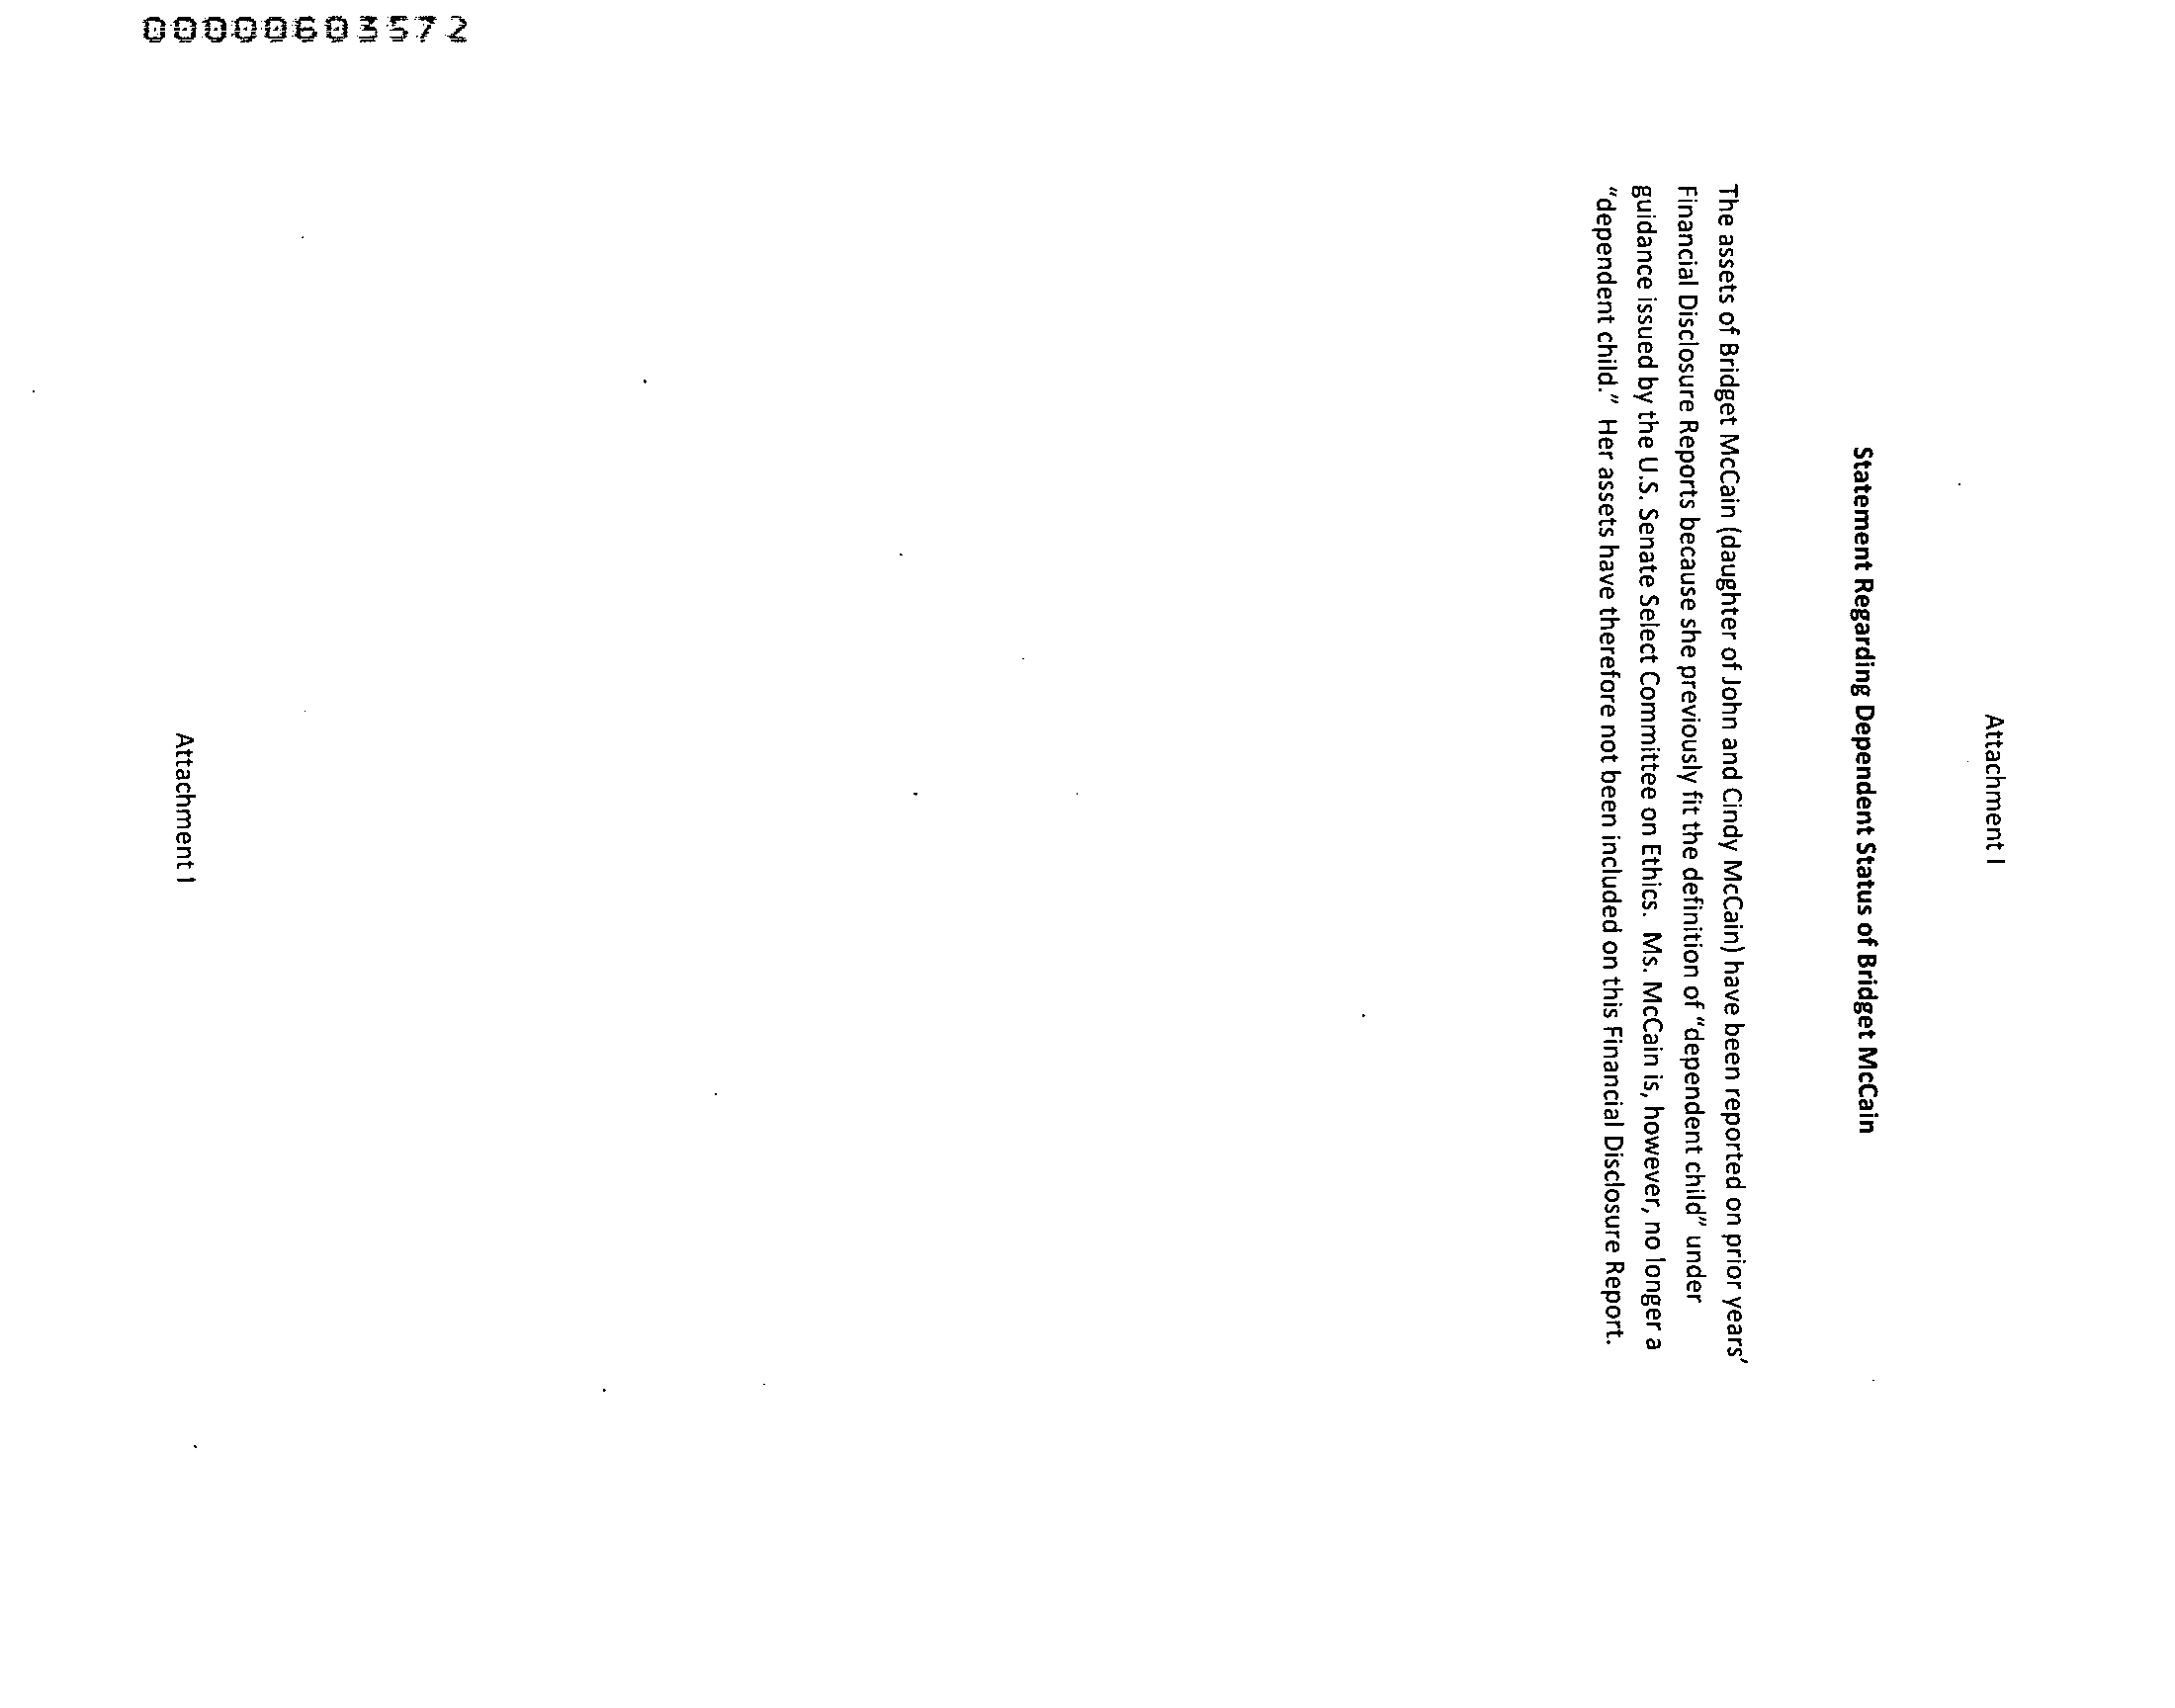 00000603572
Attachment I
Statement Regarding Dependent Status of Bridget McCain
The assets of Bridget McCain (daughter of John and Cindy McCain) have been reported on prior years’
Financial Disclosure Reports because she previously fit the definition of “dependent child” under
guidance issued by the U.S. Senate Select Committee on Ethics.  Ms. McCain is, however, no longer a
“dependent child.”  Her assets have therefore not been included on this Financial Disclosure Report.
Attachment I